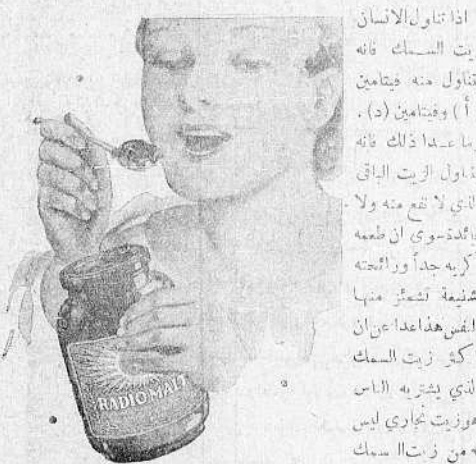 اذا تناول الانسان
زيت السمك فانه
يتناول منه فيتامين
(ا) وفيتامين (د) .
وما عدا ذلك فانه
يتناول الزيت الباقي
الذي لا نفع منه ولا
فائدة سوى ان طعمه
كريه جداً ورائحته
شنيعة تشمئز منها
النفس هذا عدا عن ان
اكثر زيت السمك
الذي يشتريه الناس
هو زيت تجاري ليس
من زيت السمك
RADIO MALT